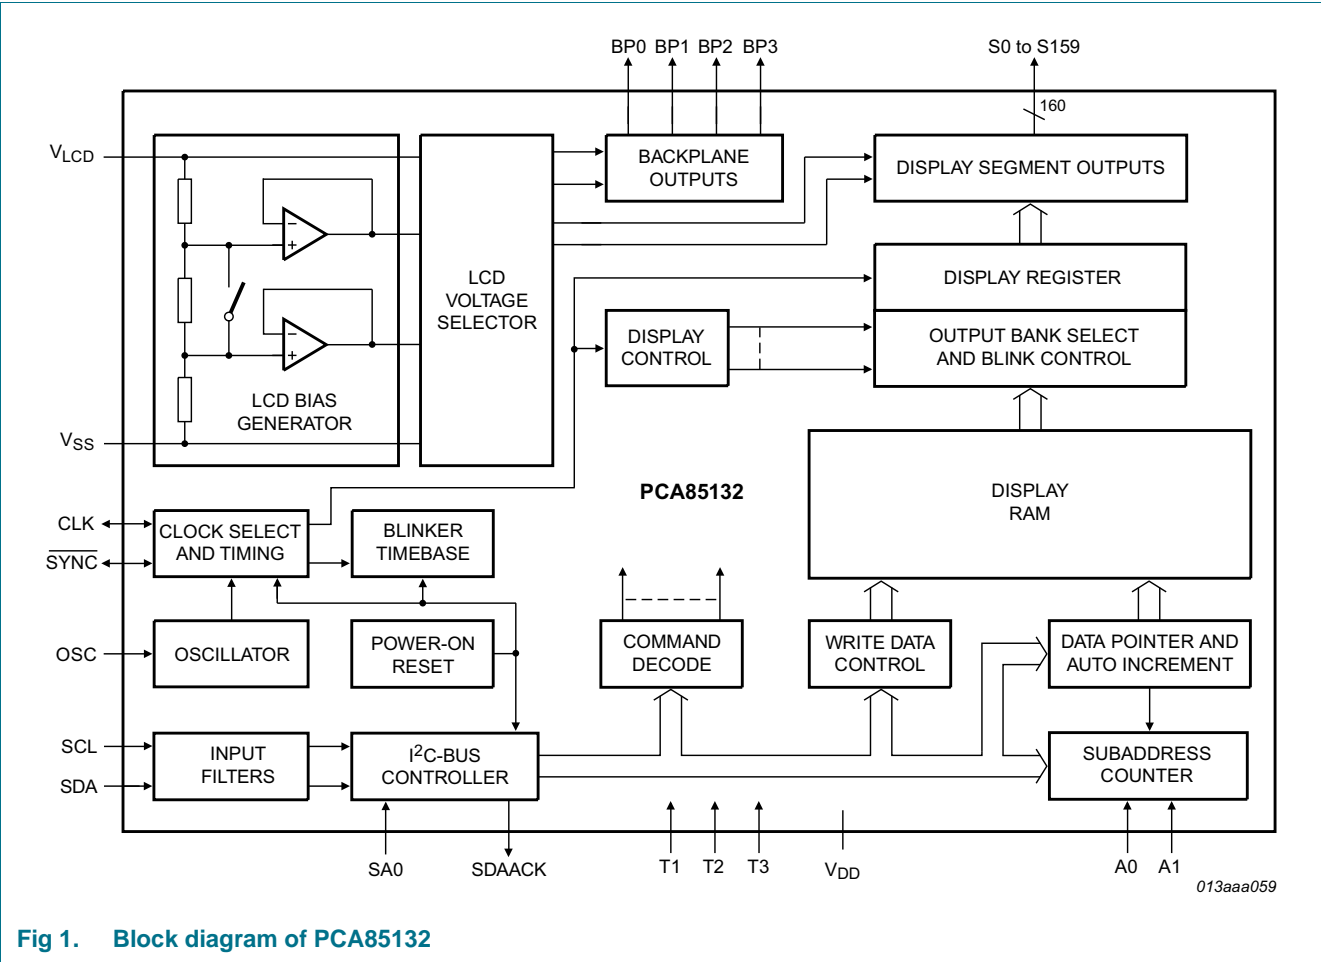 BP0 BP1 BP2 BP3
S0 to S159
160
VLCD
BACKPLANE
OUTPUTS
DISPLAY SEGMENT OUTPUTS
−
+
LCD
VOLTAGE
SELECTOR
DISPLAY REGISTER
−
+
DISPLAY
CONTROL
OUTPUT BANK SELECT
AND BLINK CONTROL
LCD BIAS
GENERATOR
VSS
PCA85132
DISPLAY
RAM
CLK
SYNC
CLOCK SELECT
AND TIMING
BLINKER
TIMEBASE
OSC
OSCILLATOR
POWER-ON
RESET
COMMAND
DECODE
WRITE DATA
CONTROL
DATA POINTER AND
AUTO INCREMENT
SCL
SDA
INPUT
FILTERS
I2C-BUS
CONTROLLER
SUBADDRESS
COUNTER
SA0
SDAACK
T1
T2
T3
VDD
A0
A1
013aaa059
Fig 1. Block diagram of PCA85132